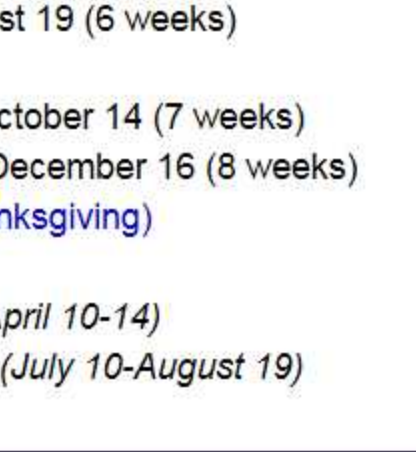 st 19 (6 weeks)
ctober 14 (7 weeks)
December 16 (8 weeks)
nksgiving)
April 10-14)
(July 10-August 19)